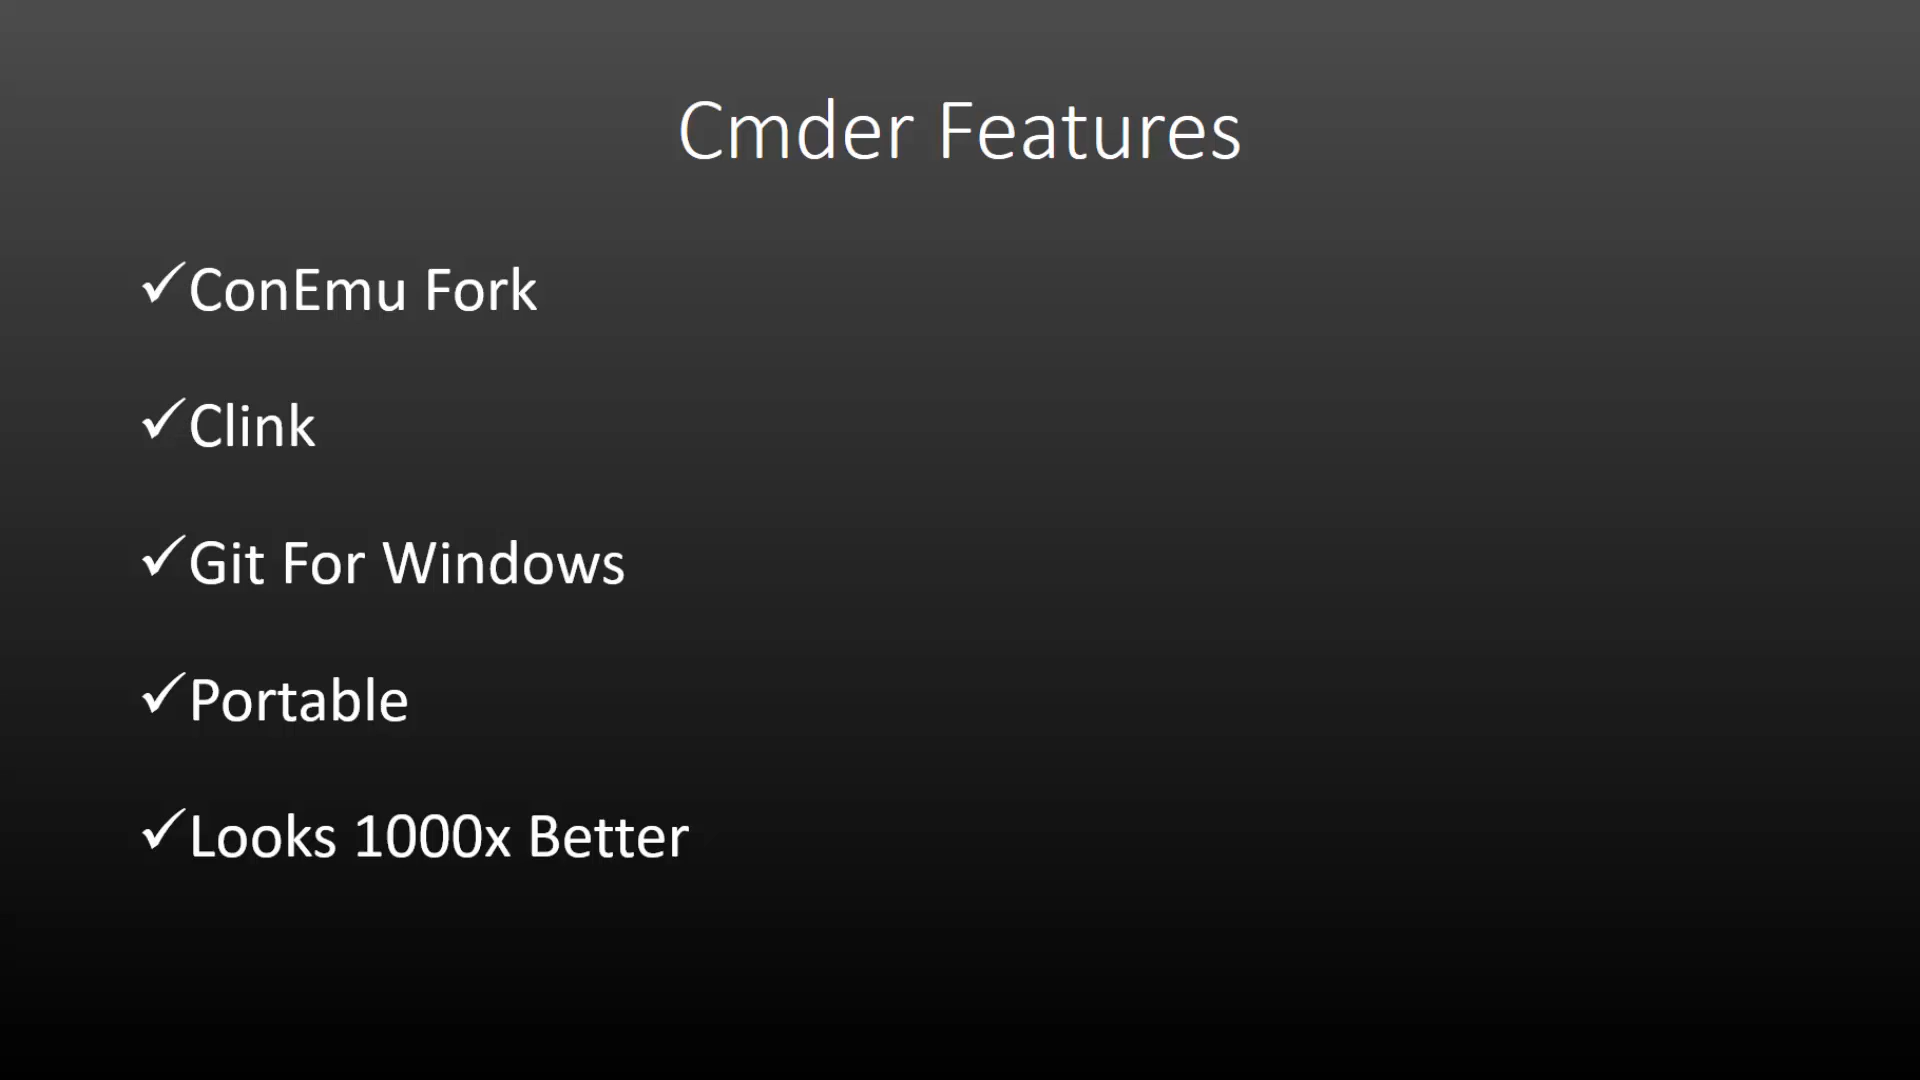 Cmder Features
✓ConEmu Fork
✓Clink
✓Git For Windows
✓Portable
✓Looks 1000x Better